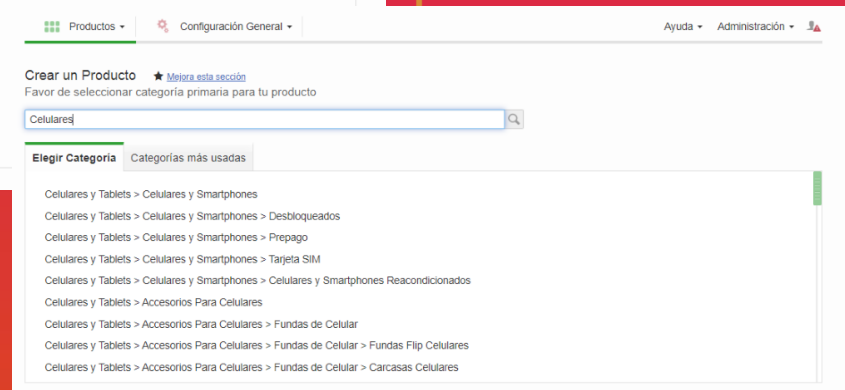 Productos Configuración General Ayuda Administración
Crear un Producto Mejora esta sección
Favor de seleccionar categoría primaria para tu producto
Celulares
Elegir Categoría Categorías más usadas
Celulares y Tablets > Celulares y Smartphones
Celulares y Tablets > Celulares y Smartphones > Desbloqueados
Celulares y Tablets > Celulares y Smartphones > Prepago
Celulares y Tablets > Celulares y Smartphones > Tarjeta SIM
Celulares y Tablets > Celulares y Smartphones > Celulares y Smartphones Reacondicionados
Celulares y Tablets > Accesorios Para Celulares
Celulares y Tablets > Accesorios Para Celulares > Fundas de Celular
Celulares y Tablets > Accesorios Para Celulares > Fundas de Celular > Fundas Flip Celulares
Celulares y Tablets > Accesorios Para Celulares > Fundas de Celular > Carcasas Celulares